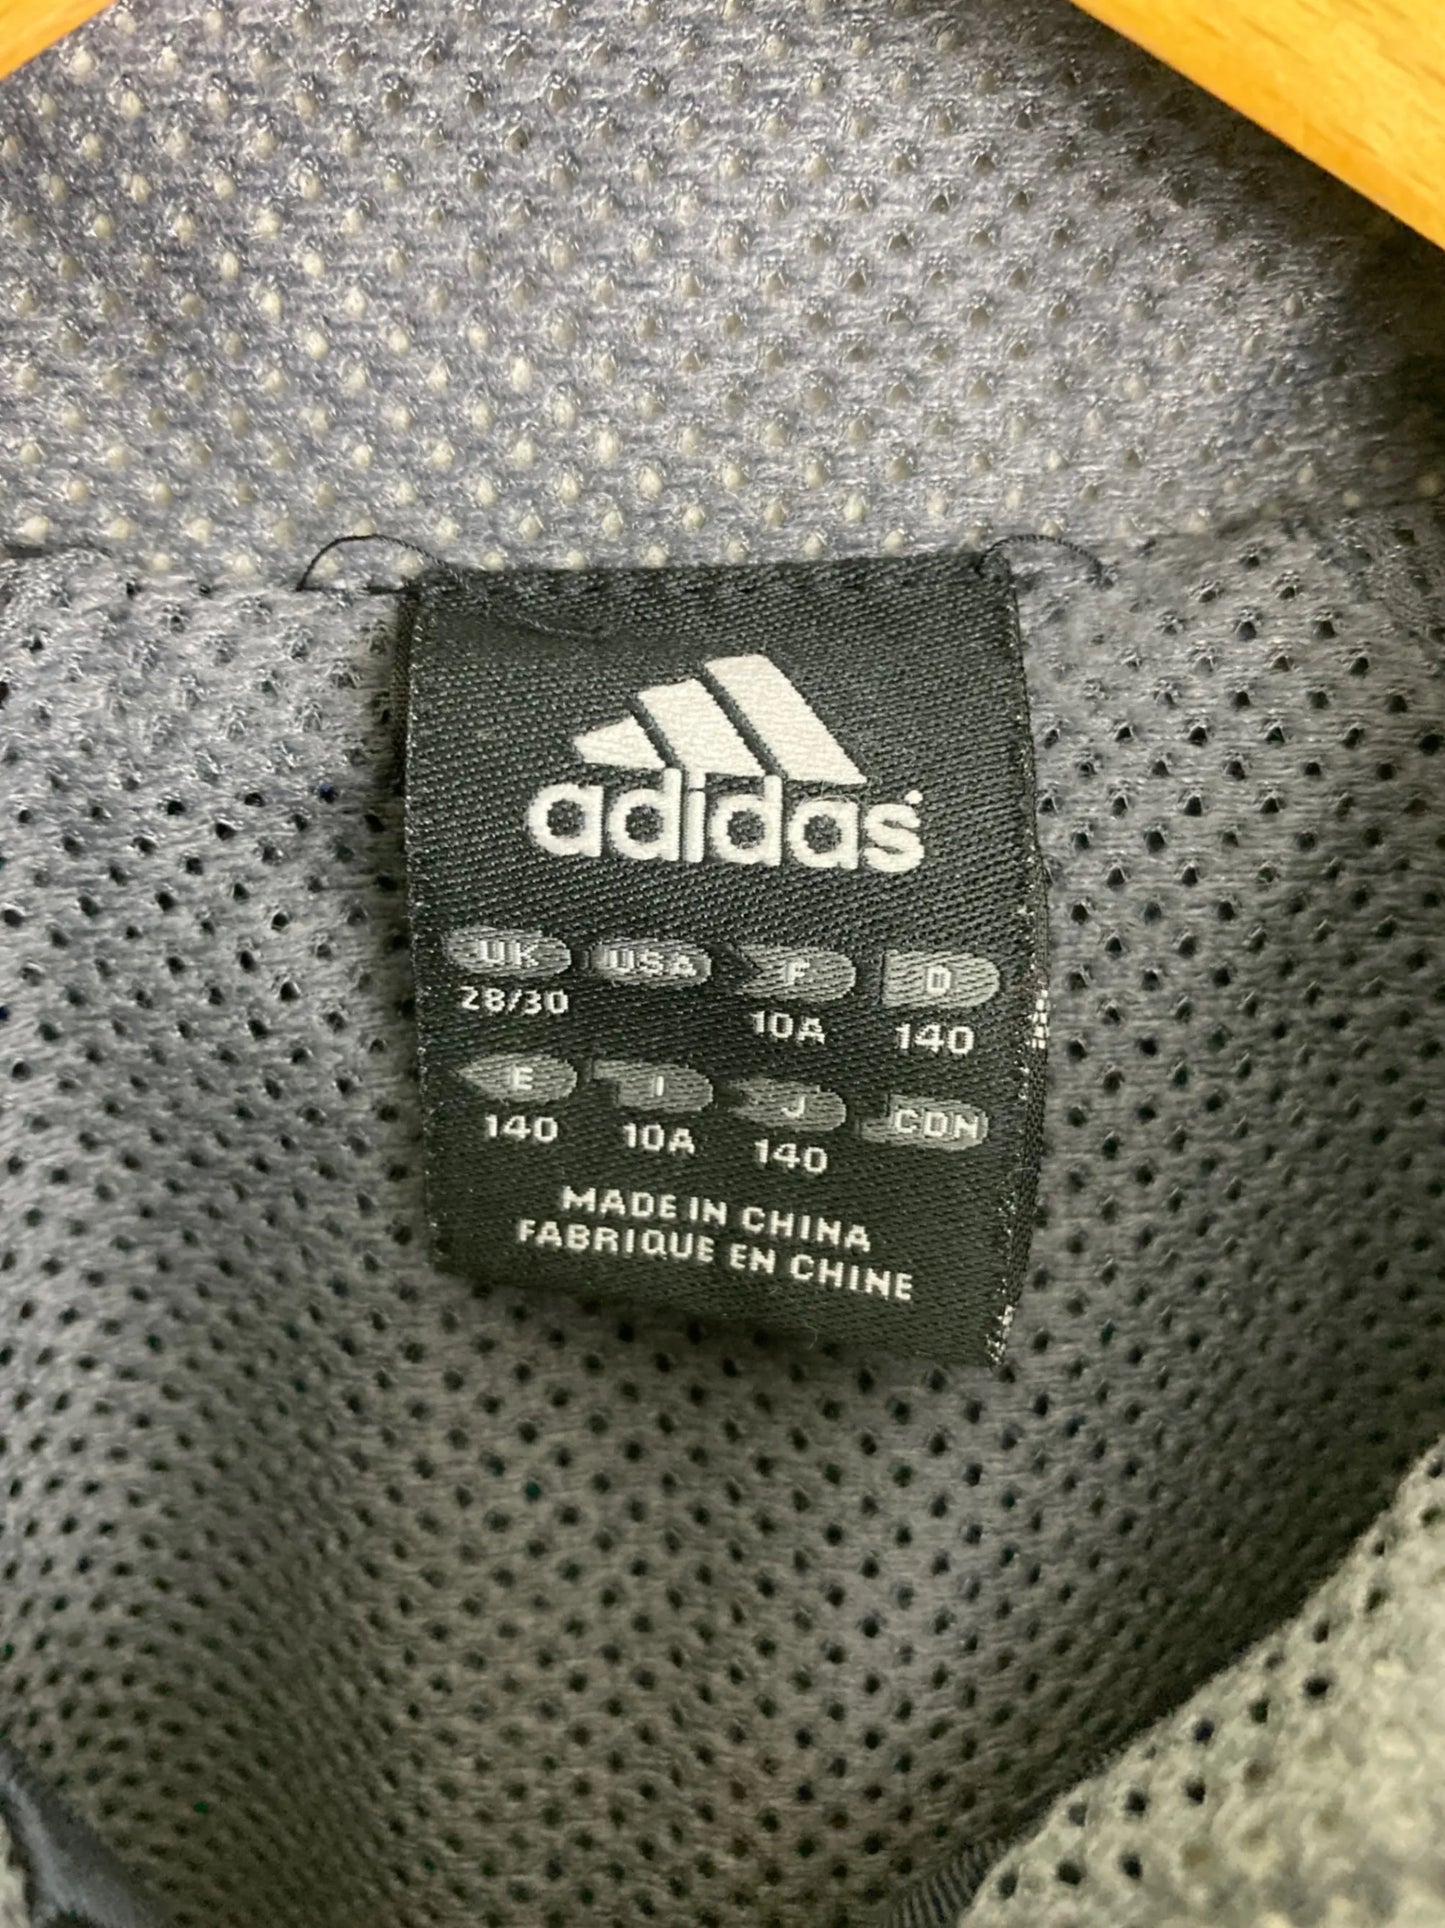 adidas
UK USA F D
28/30 10A 140
E I J CDN
140 10A 140
MADE IN CHINA
FABRIQUE EN CHINE